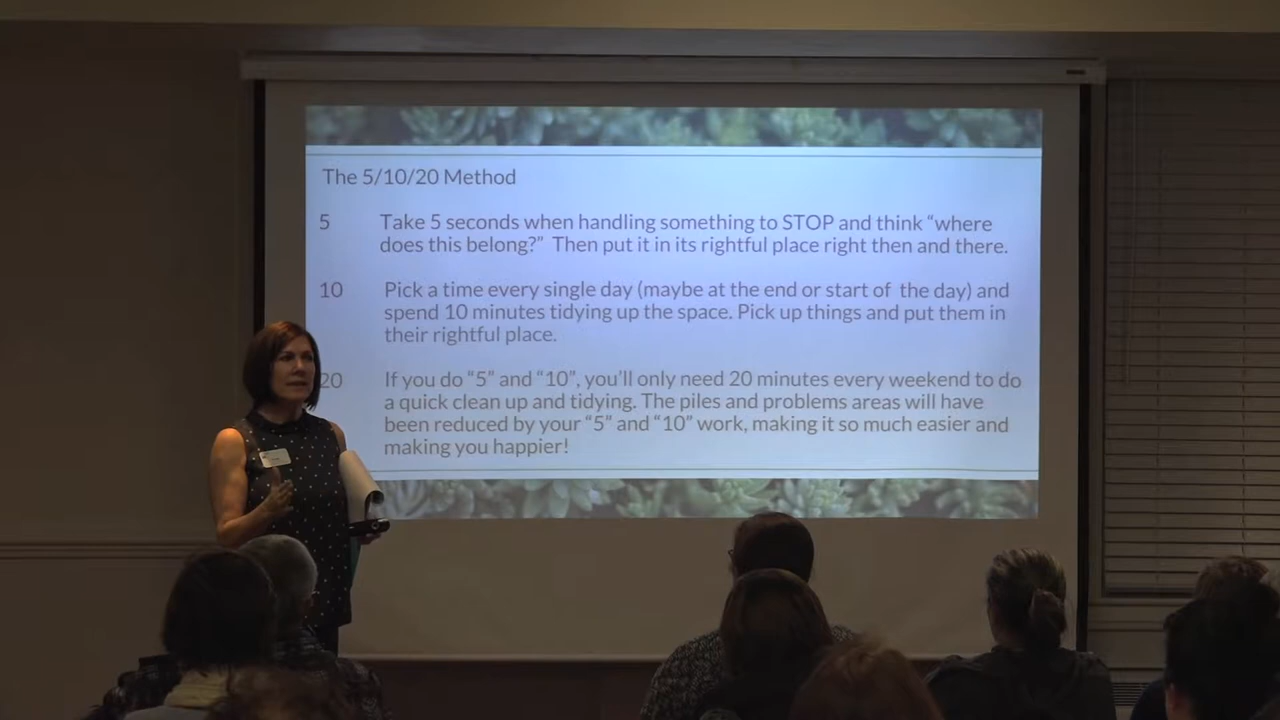 The 5/10/20 Method
5 Take 5 seconds when handling something to STOP and think “where
does this belong?” Then put it in its rightful place right then and there.
10 Pick a time every single day (maybe at the end or start of the day) and
spend 10 minutes tidying up the space. Pick up things and put them in
their rightful place.
20 If you do “5” and “10”, you’ll only need 20 minutes every weekend to do
a quick clean up and tidying. The piles and problems areas will have
been reduced by your “5” and “10” work, making it so much easier and
making you happier!